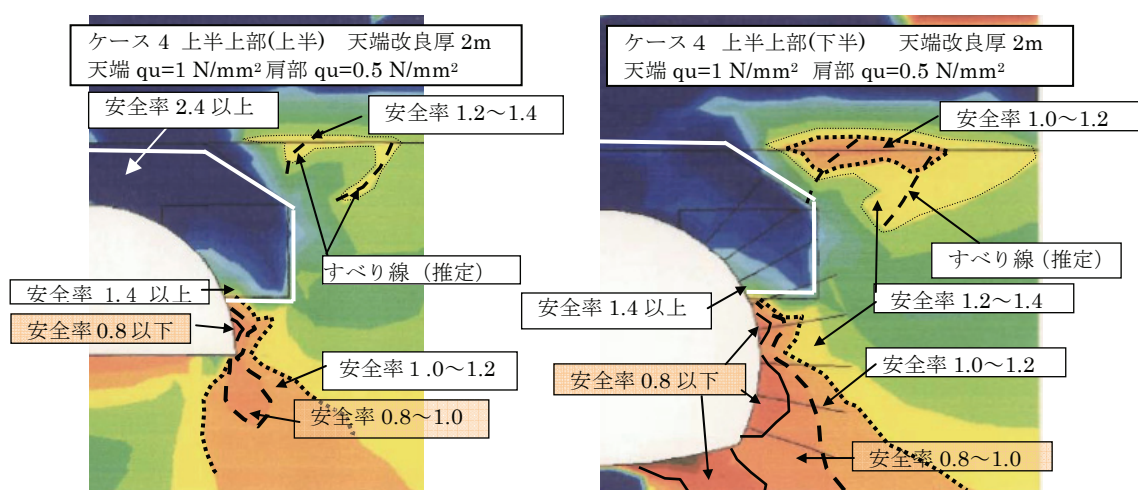 ケース 4 上半上部(上半) 天端改良厚 2m
天端 qu=1 N/mm² 肩部 qu=0.5 N/mm²
安全率 2.4 以上
安全率 1.2～1.4
すべり線（推定）
安全率 1.4 以上
安全率 0.8 以下
安全率 1.0～1.2
安全率 0.8～1.0
ケース 4 上半上部(下半) 天端改良厚 2m
天端 qu=1 N/mm² 肩部 qu=0.5 N/mm²
安全率 1.0～1.2
すべり線（推定）
安全率 1.4 以上
安全率 1.2～1.4
安全率 1.0～1.2
安全率 0.8 以下
安全率 0.8～1.0